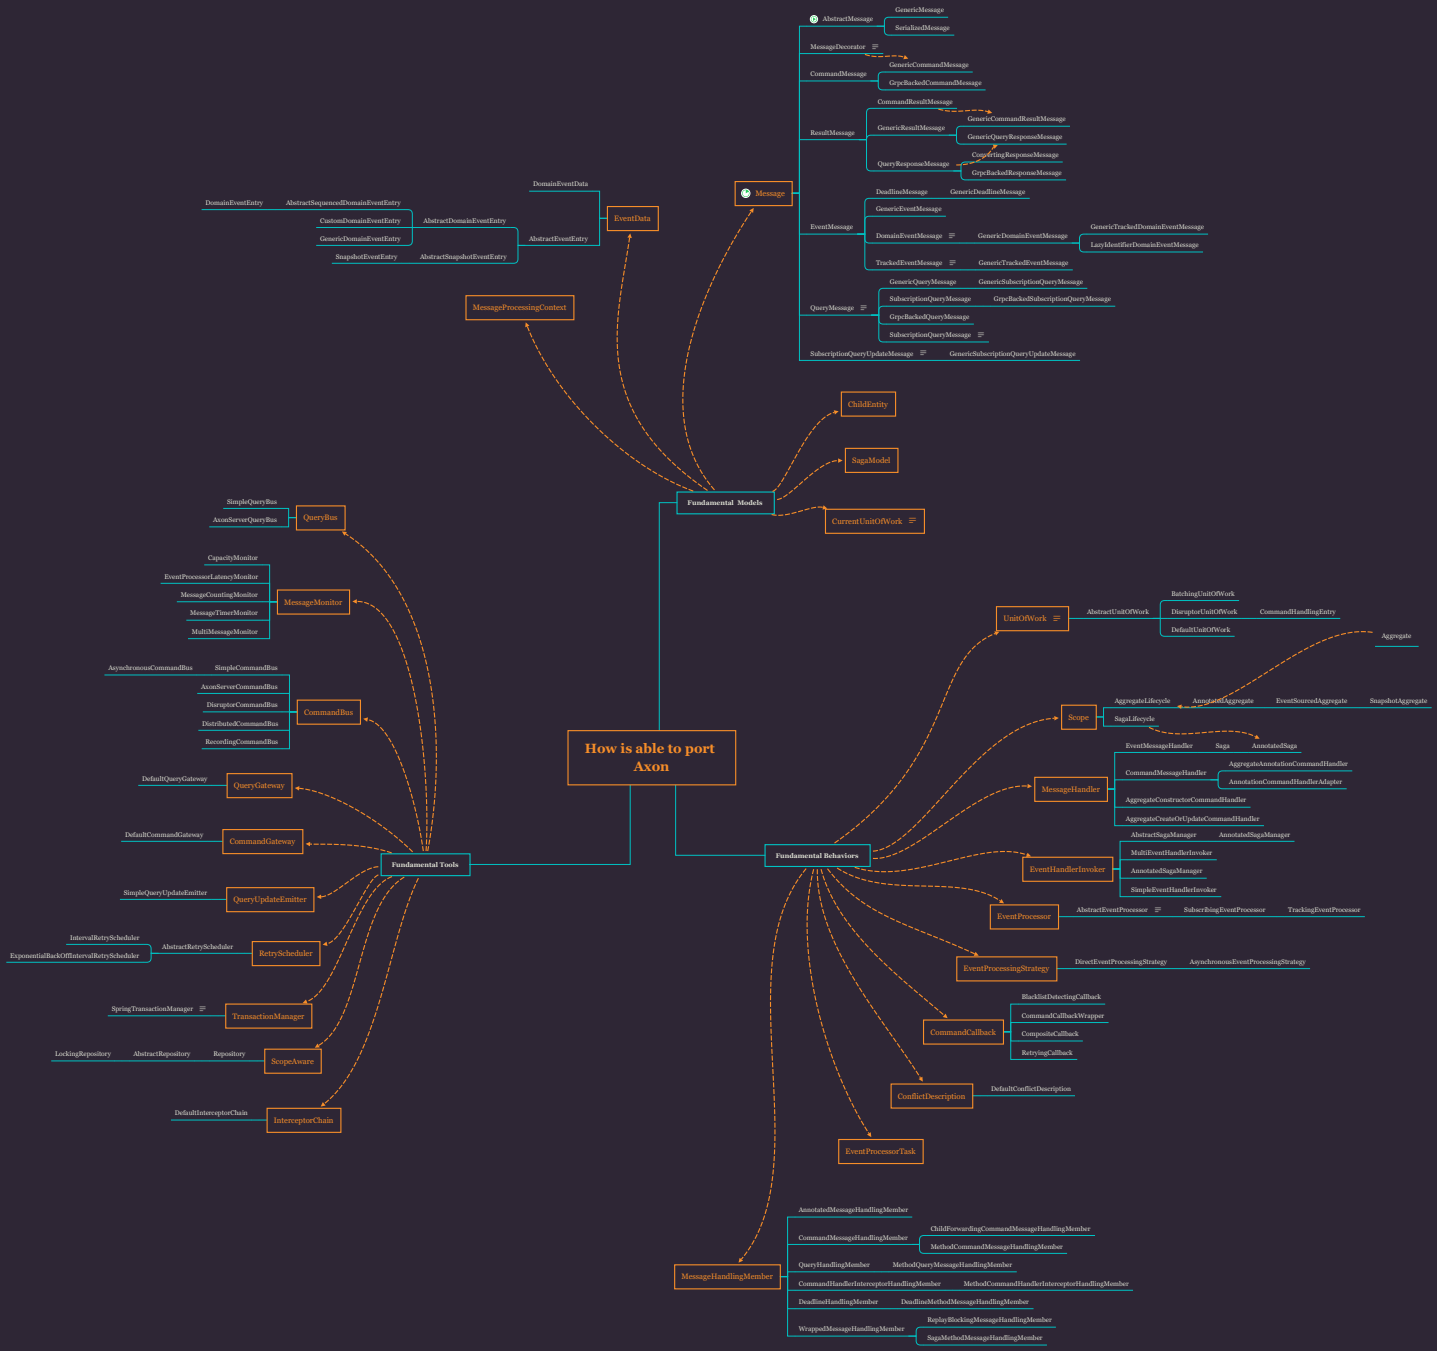 AbstractMessage
GenericMessage
SerializedMessage
MessageDecorator
CommandMessage
GenericCommandMessage
GrpcBackedCommandMessage
ResultMessage
CommandResultMessage
GenericResultMessage
GenericCommandResultMessage
GenericQueryResponseMessage
QueryResponseMessage
ConvertingResponseMessage
GrpcBackedResponseMessage
Message
EventMessage
DeadlineMessage
GenericDeadlineMessage
GenericEventMessage
DomainEventMessage
GenericDomainEventMessage
GenericTrackedDomainEventMessage
LazyIdentifierDomainEventMessage
TrackedEventMessage
GenericTrackedEventMessage
QueryMessage
GenericQueryMessage
GenericSubscriptionQueryMessage
SubscriptionQueryMessage
GrpcBackedSubscriptionQueryMessage
GrpcBackedQueryMessage
SubscriptionQueryMessage
SubscriptionQueryUpdateMessage
GenericSubscriptionQueryUpdateMessage
DomainEventData
EventData
DomainEventEntry
AbstractSequencedDomainEventEntry
CustomDomainEventEntry
AbstractDomainEventEntry
GenericDomainEventEntry
AbstractEventEntry
SnapshotEventEntry
AbstractSnapshotEventEntry
MessageProcessingContext
ChildEntity
SagaModel
Fundamental Models
CurrentUnitOfWork
SimpleQueryBus
AxonServerQueryBus
QueryBus
CapacityMonitor
EventProcessorLatencyMonitor
MessageCountingMonitor
MessageTimerMonitor
MultiMessageMonitor
MessageMonitor
AsynchronousCommandBus
SimpleCommandBus
AxonServerCommandBus
DisruptorCommandBus
DistributedCommandBus
RecordingCommandBus
CommandBus
How is able to port
Axon
DefaultQueryGateway
QueryGateway
DefaultCommandGateway
CommandGateway
Fundamental Tools
SimpleQueryUpdateEmitter
QueryUpdateEmitter
IntervalRetryScheduler
ExponentialBackOffIntervalRetryScheduler
AbstractRetryScheduler
RetryScheduler
SpringTransactionManager
TransactionManager
LockingRepository
AbstractRepository
Repository
ScopeAware
DefaultInterceptorChain
InterceptorChain
UnitOfWork
AbstractUnitOfWork
BatchingUnitOfWork
DisruptorUnitOfWork
CommandHandlingEntry
DefaultUnitOfWork
Aggregate
Scope
AggregateLifecycle
AnnotatedAggregate
EventSourcedAggregate
SnapshotAggregate
SagaLifecycle
MessageHandler
EventMessageHandler
Saga
AnnotatedSaga
CommandMessageHandler
AggregateAnnotationCommandHandler
AnnotationCommandHandlerAdapter
AggregateConstructorCommandHandler
AggregateCreateOrUpdateCommandHandler
Fundamental Behaviors
EventHandlerInvoker
AbstractSagaManager
AnnotatedSagaManager
MultiEventHandlerInvoker
AnnotatedSagaManager
SimpleEventHandlerInvoker
EventProcessor
AbstractEventProcessor
SubscribingEventProcessor
TrackingEventProcessor
EventProcessingStrategy
DirectEventProcessingStrategy
AsynchronousEventProcessingStrategy
CommandCallback
BlacklistDetectingCallback
CommandCallbackWrapper
CompositeCallback
RetryingCallback
ConflictDescription
DefaultConflictDescription
EventProcessorTask
MessageHandlingMember
AnnotatedMessageHandlingMember
CommandMessageHandlingMember
ChildForwardingCommandMessageHandlingMember
MethodCommandMessageHandlingMember
QueryHandlingMember
MethodQueryMessageHandlingMember
CommandHandlerInterceptorHandlingMember
MethodCommandHandlerInterceptorHandlingMember
DeadlineHandlingMember
DeadlineMethodMessageHandlingMember
WrappedMessageHandlingMember
ReplayBlockingMessageHandlingMember
SagaMethodMessageHandlingMember